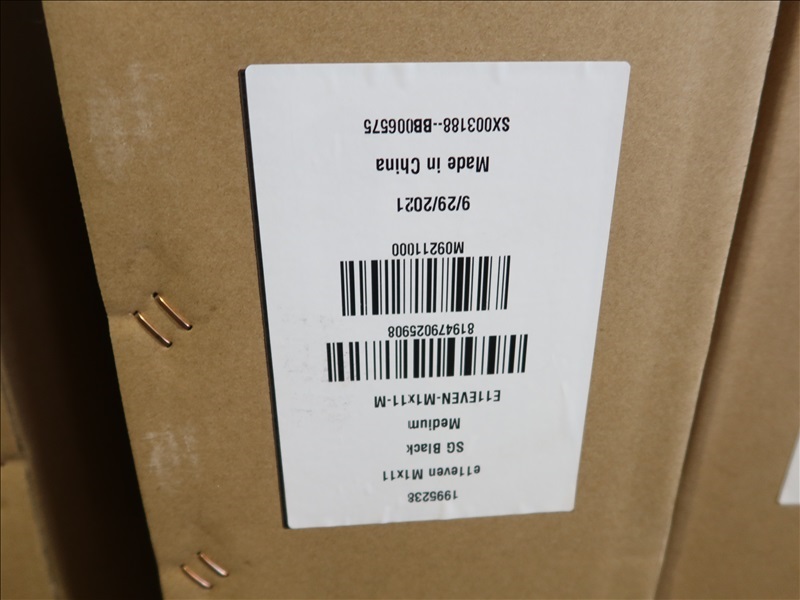 1995238
e11even M1x11
SG Black
Medium
E11EVEN-M1x11-M
819479025908
M09211000
9/29/2021
Made in China
SX003188--BB006575